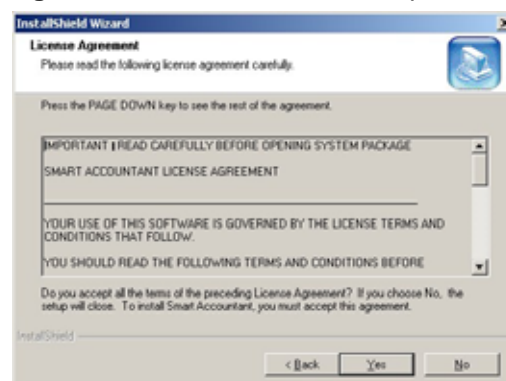 InstallShield Wizard
License Agreement
Please read the following license agreement carefully.
Press the PAGE DOWN key to see the rest of the agreement.
IMPORTANT ! READ CAREFULLY BEFORE OPENING SYSTEM PACKAGE
SMART ACCOUNTANT LICENSE AGREEMENT
YOUR USE OF THIS SOFTWARE IS GOVERNED BY THE LICENSE TERMS AND
CONDITIONS THAT FOLLOW.
YOU SHOULD READ THE FOLLOWING TERMS AND CONDITIONS BEFORE
Do you accept all the terms of the preceding License Agreement? If you choose No, the
setup will close. To install Smart Accountant, you must accept this agreement.
InstallShield
< Back Yes No